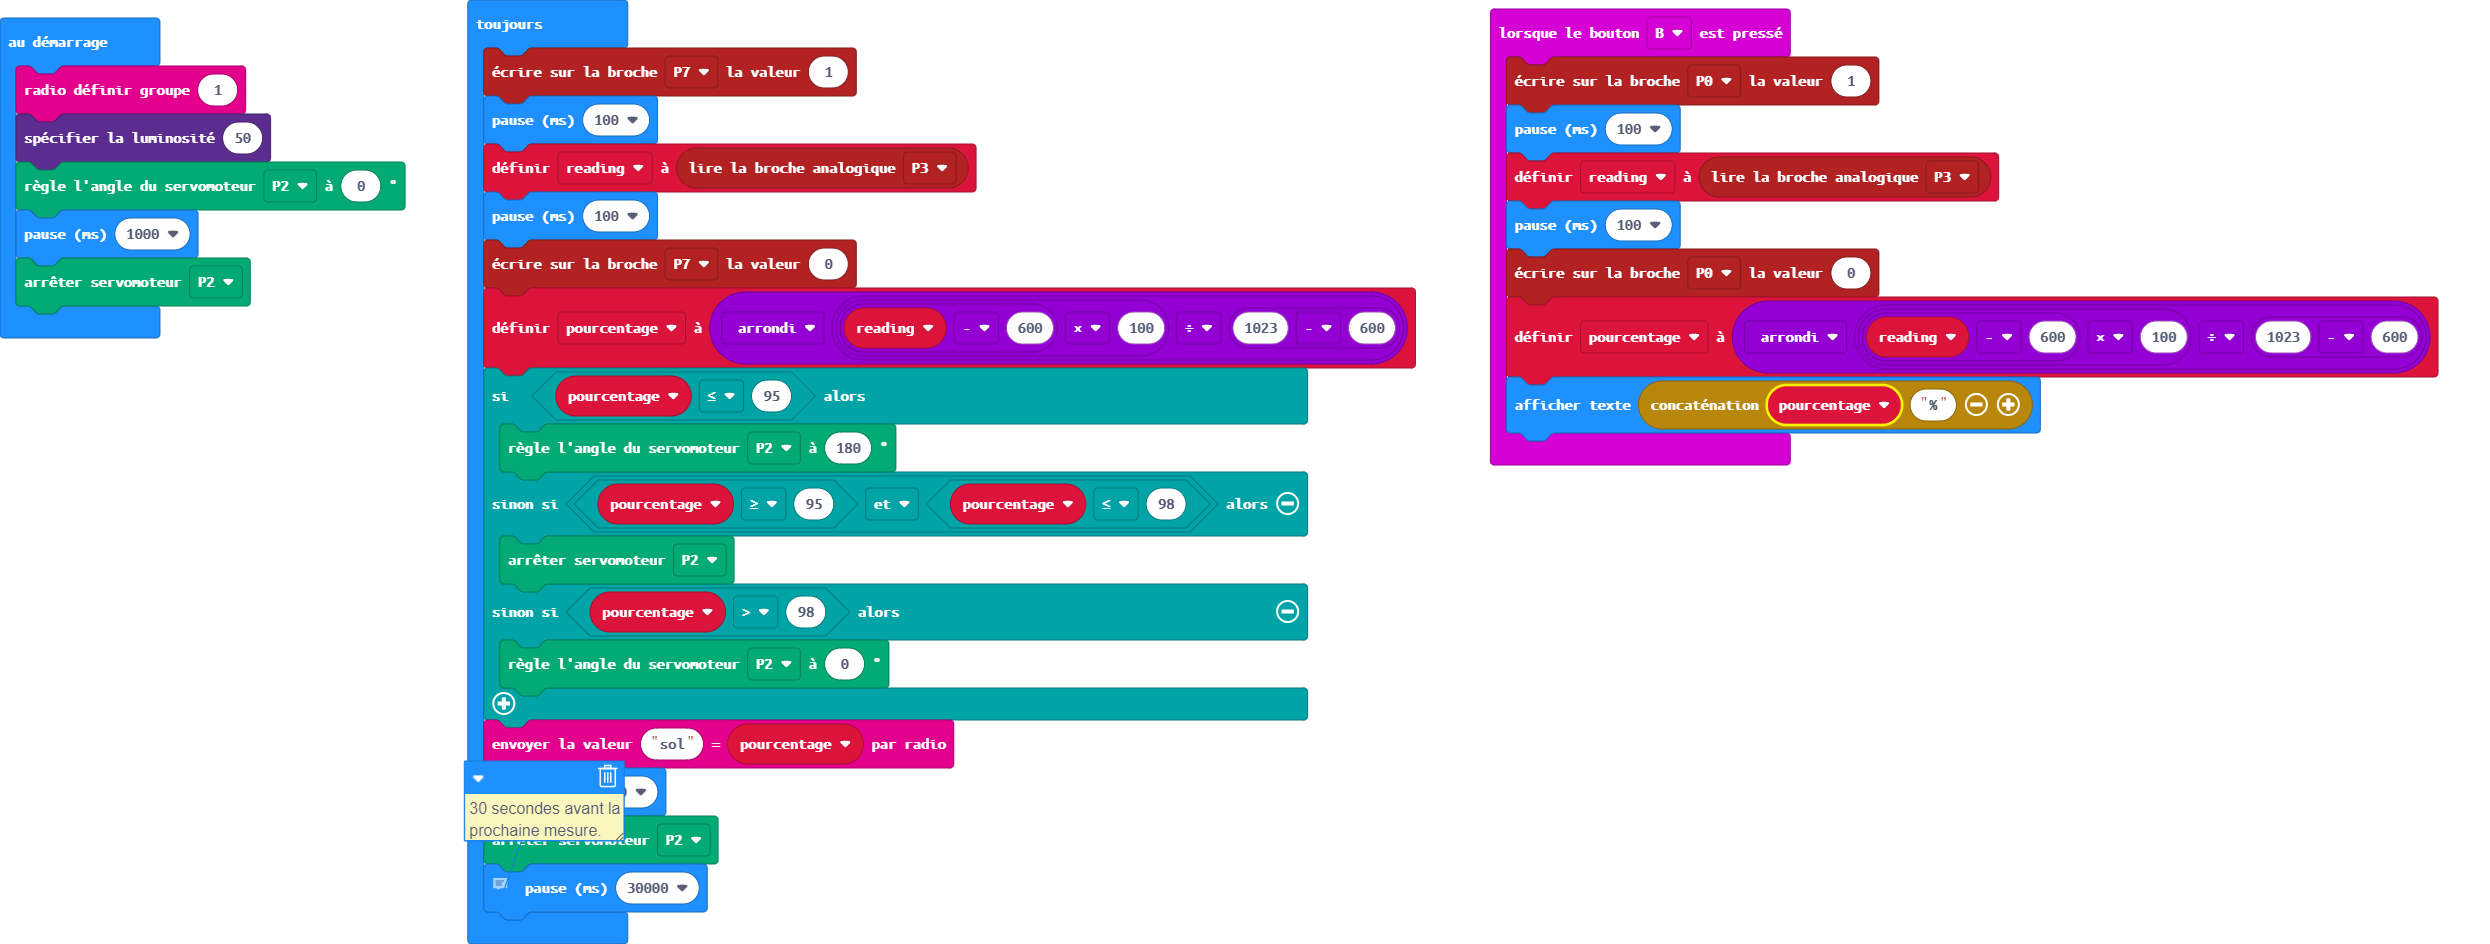 au démarrage
radio définir groupe 1
spécifier la luminosité 50
règle l'angle du servomoteur P2 à 0 °
pause (ms) 1000
arrêter servomoteur P2
toujours
écrire sur la broche P7 la valeur 1
pause (ms) 100
définir reading à lire la broche analogique P3
pause (ms) 100
écrire sur la broche P7 la valeur 0
définir pourcentage à arrondi reading - 600 x 100 ÷ 1023 - 600
si pourcentage ≤ 95 alors
règle l'angle du servomoteur P2 à 180 °
sinon si pourcentage ≥ 95 et pourcentage ≤ 98 alors
arrêter servomoteur P2
sinon si pourcentage > 98 alors
règle l'angle du servomoteur P2 à 0 °
envoyer la valeur "sol" = pourcentage par radio
30 secondes avant la
prochaine mesure.
arrêter servomoteur P2
pause (ms) 30000
lorsque le bouton B est pressé
écrire sur la broche P0 la valeur 1
pause (ms) 100
définir reading à lire la broche analogique P3
pause (ms) 100
écrire sur la broche P0 la valeur 0
définir pourcentage à arrondi reading - 600 x 100 ÷ 1023 - 600
afficher texte concaténation pourcentage "%"